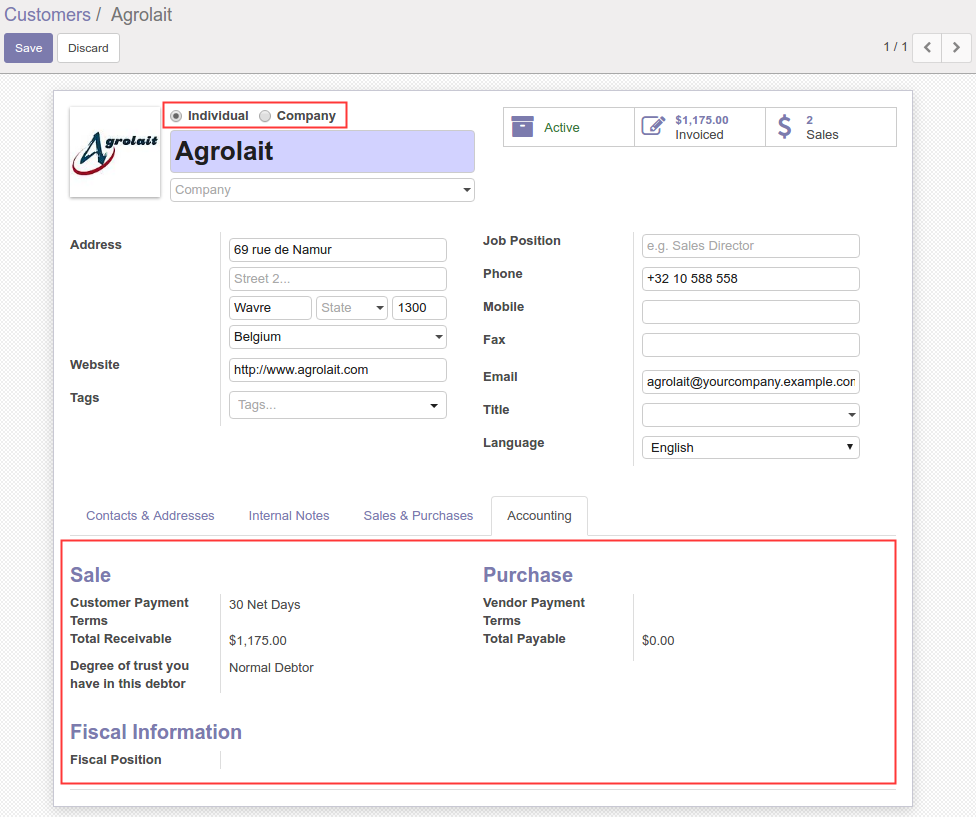 Customers / Agrolait
Save Discard
1 / 1
Agrolait
Individual Company
Agrolait
Company
Active
$1,175.00
Invoiced
2
Sales
Address
69 rue de Namur
Street 2...
Wavre State 1300
Belgium
Website http://www.agrolait.com
Tags Tags...
Job Position e.g. Sales Director
Phone +32 10 588 558
Mobile
Fax
Email agrolait@yourcompany.example.com
Title
Language English
Contacts & Addresses Internal Notes Sales & Purchases Accounting
Sale
Customer Payment
Terms
30 Net Days
Total Receivable $1,175.00
Degree of trust you
have in this debtor
Normal Debtor
Purchase
Vendor Payment
Terms
Total Payable $0.00
Fiscal Information
Fiscal Position